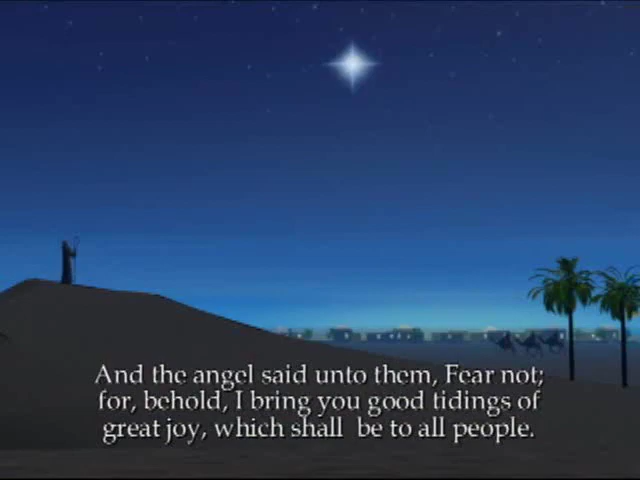 And the angel said unto them, Fear not;
for, behold, I bring you good tidings of
great joy, which shall be to all people.